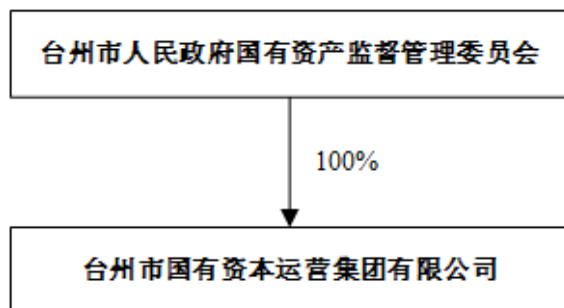 台州市人民政府国有资产监督管理委员会
100%
台州市国有资本运营集团有限公司